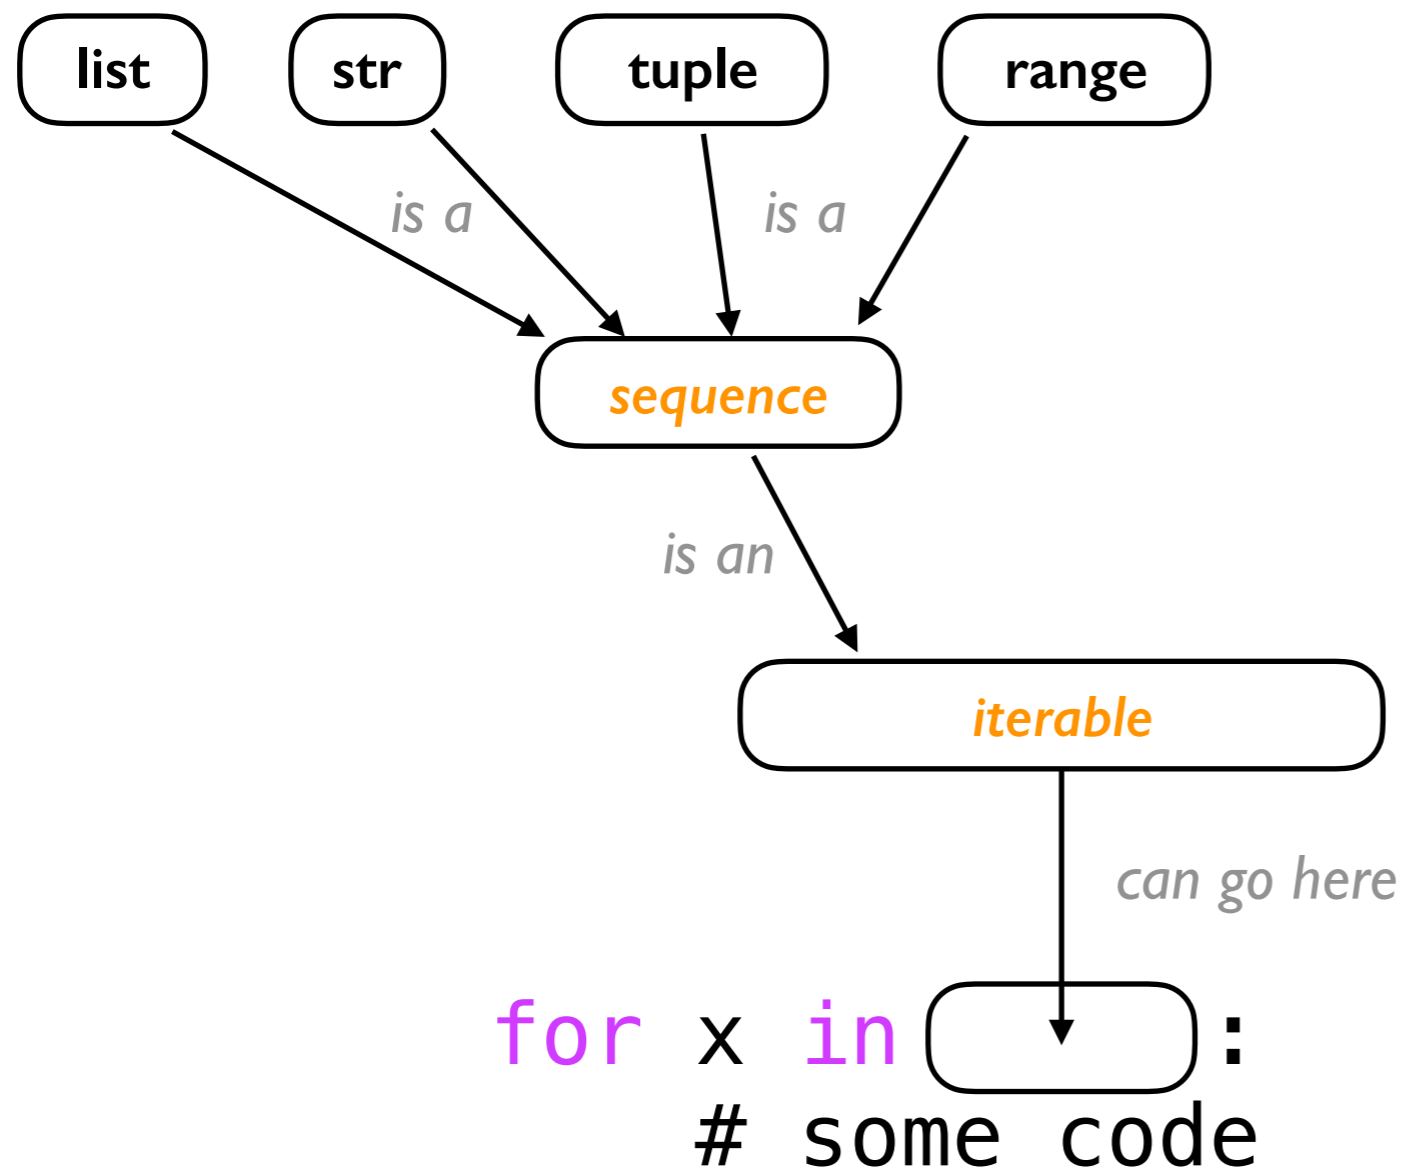 list str tuple range
is a is a
sequence
is an
iterable
can go here
for x in :
# some code